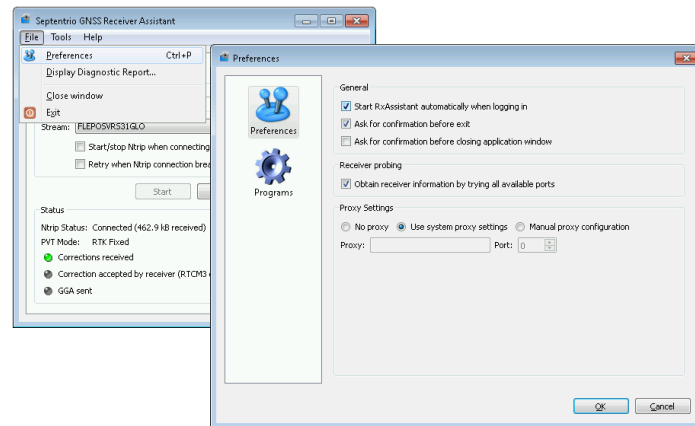 Septentrio GNSS Receiver Assistant
File Tools Help
Preferences Ctrl+P
Display Diagnostic Report...
Close window
Exit
Stream: FLEPOSVRS31GLO
Start/stop Ntrip when connecting
Retry when Ntrip connection brea
Start
Status
Ntrip Status: Connected (462.9 kB received)
PVT Mode: RTK Fixed
Corrections received
Correction accepted by receiver (RTCM3
GGA sent
Preferences
Preferences
Programs
General
Start RxAssistant automatically when logging in
Ask for confirmation before exit
Ask for confirmation before closing application window
Receiver probing
Obtain receiver information by trying all available ports
Proxy Settings
No proxy Use system proxy settings Manual proxy configuration
Proxy: Port: 0
OK Cancel